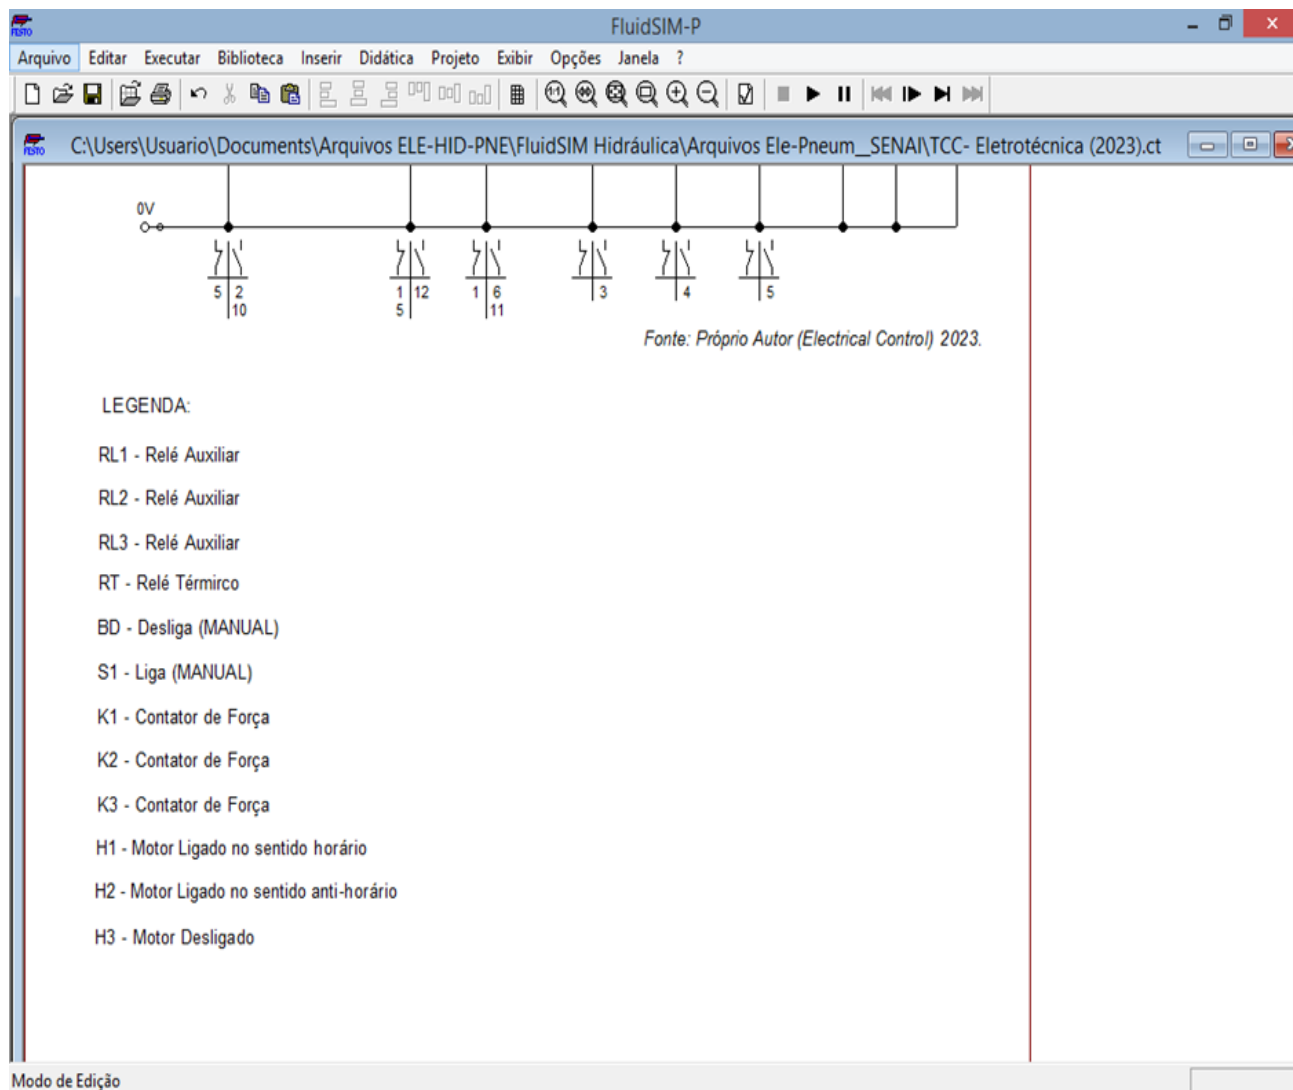 FESTO
FluidSIM-P
Arquivo Editar Executar Biblioteca Inserir Didática Projeto Exibir Opções Janela ?
FESTO C:\Users\Usuario\Documents\Arquivos ELE-HID-PNE\FluidSIM Hidráulica\Arquivos Ele-Pneum_SENAI\TCC- Eletrotécnica (2023).ct
0V
5 2 1 12 1 6 3 4 5
10 5 11
Fonte: Próprio Autor (Electrical Control) 2023.
LEGENDA:
RL1 - Relé Auxiliar
RL2 - Relé Auxiliar
RL3 - Relé Auxiliar
RT - Relé Térmirco
BD - Desliga (MANUAL)
S1 - Liga (MANUAL)
K1 - Contator de Força
K2 - Contator de Força
K3 - Contator de Força
H1 - Motor Ligado no sentido horário
H2 - Motor Ligado no sentido anti-horário
H3 - Motor Desligado
Modo de Edição